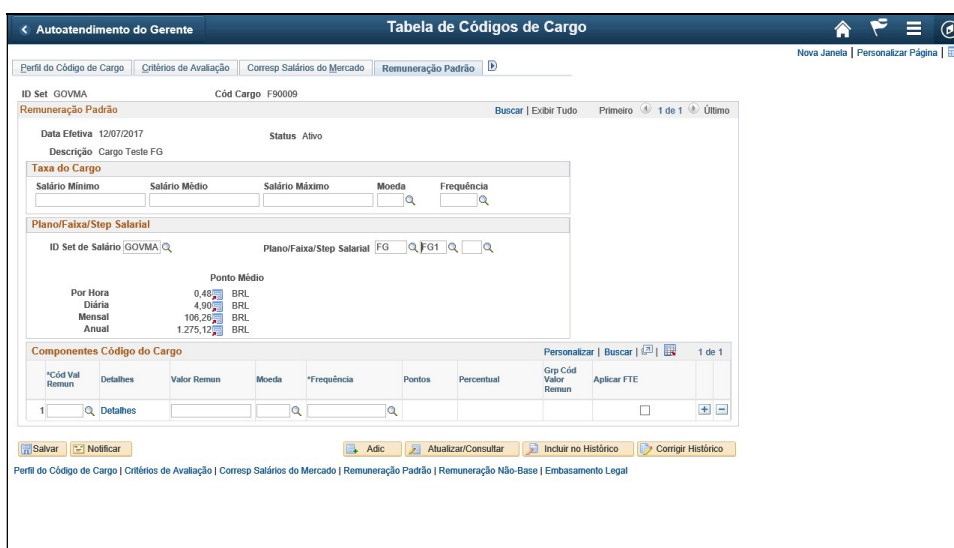 Autoatendimento do Gerente
Tabela de Códigos de Cargo
Nova Janela | Personalizar Página |
Perfil do Código de Cargo
Critérios de Avaliação
Corresp Salários do Mercado
Remuneração Padrão
ID Set GOVMA
Cód Cargo F90009
Remuneração Padrão
Buscar | Exibir Tudo
Primeiro 1 de 1 Último
Data Efetiva 12/07/2017
Status Ativo
Descrição Cargo Teste FG
Taxa do Cargo
Salário Mínimo Salário Médio Salário Máximo Moeda Frequência
Plano/Faixa/Step Salarial
ID Set de Salário GOVMA
Plano/Faixa/Step Salarial FG FG1
Ponto Médio
Por Hora 0,48 BRL
Diária 4,90 BRL
Mensal 106,26 BRL
Anual 1.275,12 BRL
Componentes Código do Cargo
Personalizar | Buscar | | 1 de 1
*Cód Val Remun
Detalhes
Valor Remun
Moeda
*Frequência
Pontos
Percentual
Grp Cód Valor Remun
Aplicar FTE
1 Detalhes
Salvar
Notificar
Adic
Atualizar/Consultar
Incluir no Histórico
Corrigir Histórico
Perfil do Código de Cargo | Critérios de Avaliação | Corresp Salários do Mercado | Remuneração Padrão | Remuneração Não-Base | Embasamento Legal